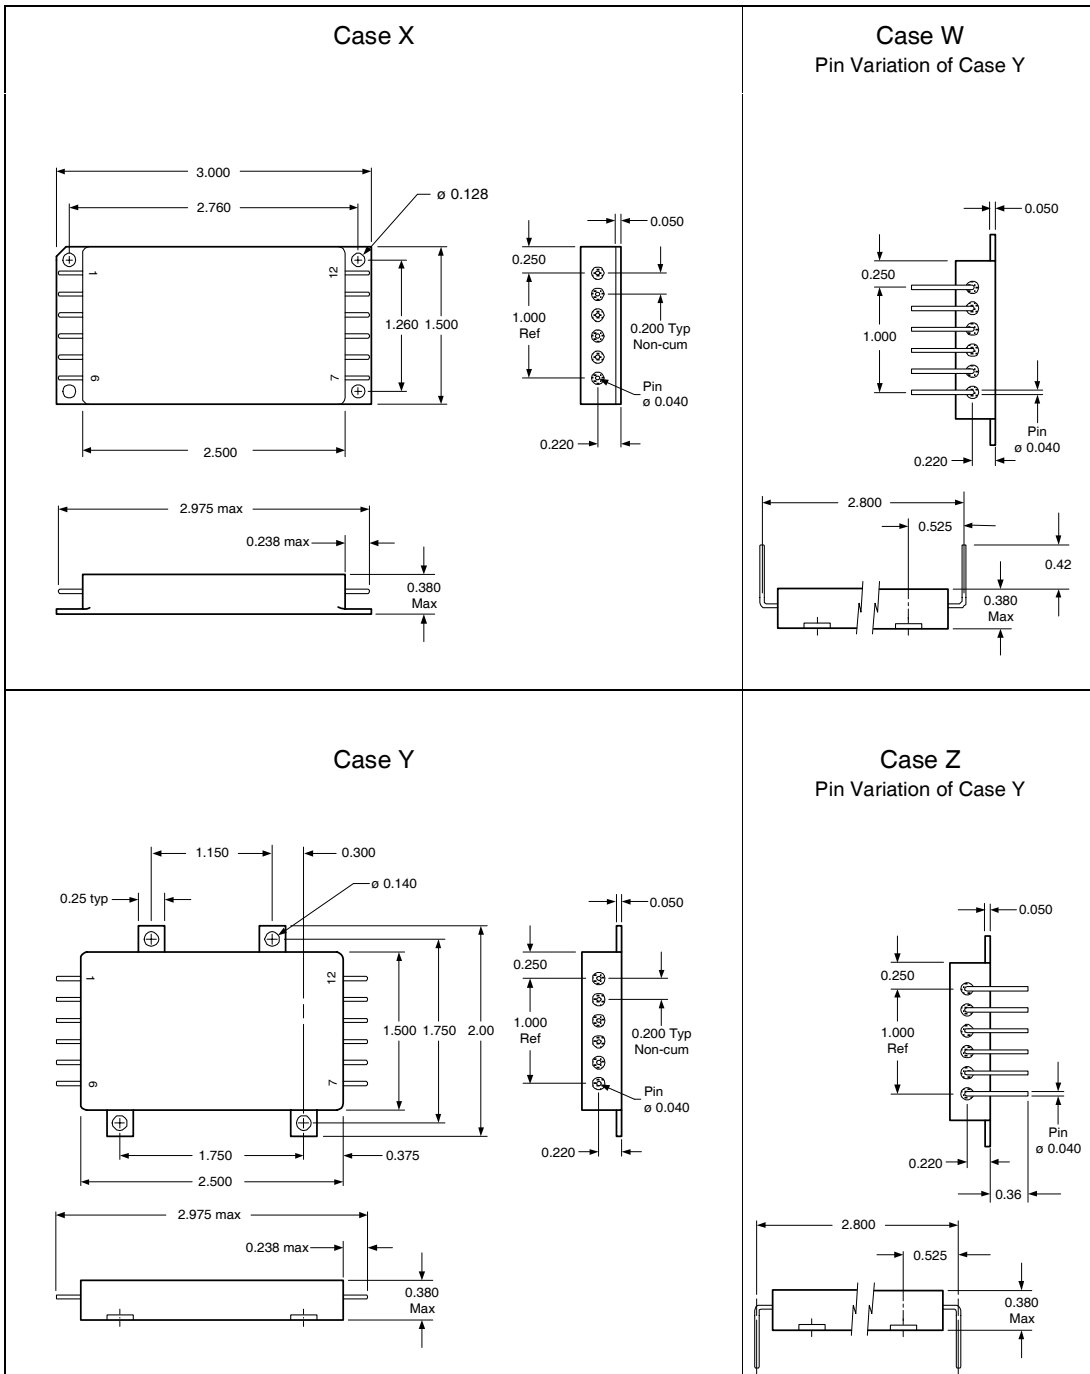 Case X
3.000
2.760
ø 0.128
1
12
6
7
1.260
1.500
2.500
0.050
0.250
1.000
Ref
0.200 Typ
Non-cum
Pin
ø 0.040
0.220
2.975 max
0.238 max
0.380
Max
Case W
Pin Variation of Case Y
0.050
0.250
1.000
Pin
ø 0.040
0.220
2.800
0.525
0.42
0.380
Max
Case Y
1.150
0.300
0.25 typ
ø 0.140
1
12
6
7
1.500
1.750
2.00
1.750
0.375
2.500
0.050
0.250
1.000
Ref
0.200 Typ
Non-cum
Pin
ø 0.040
0.220
2.975 max
0.238 max
0.380
Max
Case Z
Pin Variation of Case Y
0.050
0.250
1.000
Ref
Pin
ø 0.040
0.220
0.36
2.800
0.525
0.380
Max